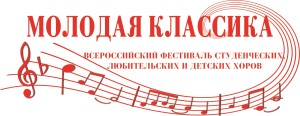 МОЛОДАЯ КЛАССИКА
ВСЕРОССИЙСКИЙ ФЕСТИВАЛЬ СТУДЕНЧЕСКИХ,
ЛЮБИТЕЛЬСКИХ И ДЕТСКИХ ХОРОВ